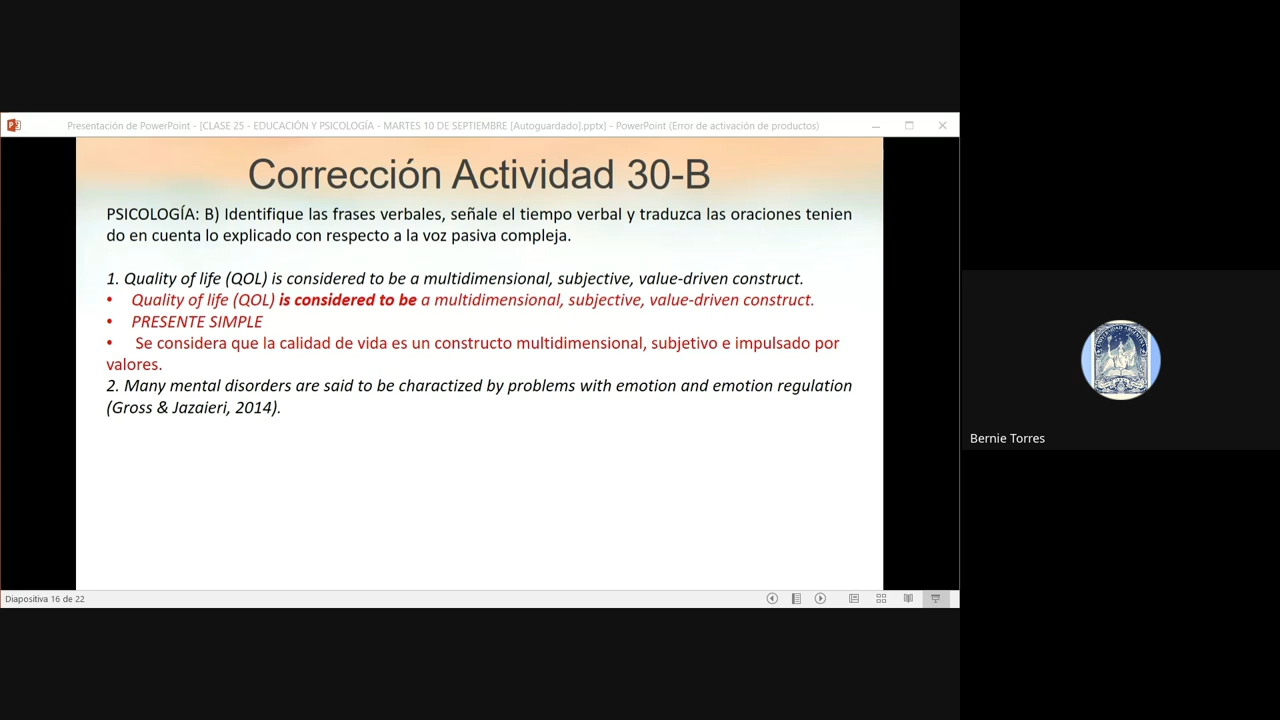 Presentación de PowerPoint - [CLASE 25 - EDUCACIÓN Y PSICOLOGÍA - MARTES 10 DE SEPTIEMBRE [Autoguardado].pptx] - PowerPoint (Error de activación de productos)
Corrección Actividad 30-B
PSICOLOGÍA: B) Identifique las frases verbales, señale el tiempo verbal y traduzca las oraciones tenien
do en cuenta lo explicado con respecto a la voz pasiva compleja.
1. Quality of life (QOL) is considered to be a multidimensional, subjective, value-driven construct.
• Quality of life (QOL) is considered to be a multidimensional, subjective, value-driven construct.
• PRESENTE SIMPLE
• Se considera que la calidad de vida es un constructo multidimensional, subjetivo e impulsado por
valores.
2. Many mental disorders are said to be charactized by problems with emotion and emotion regulation
(Gross & Jazaieri, 2014).
Diapositiva 16 de 22
Bernie Torres